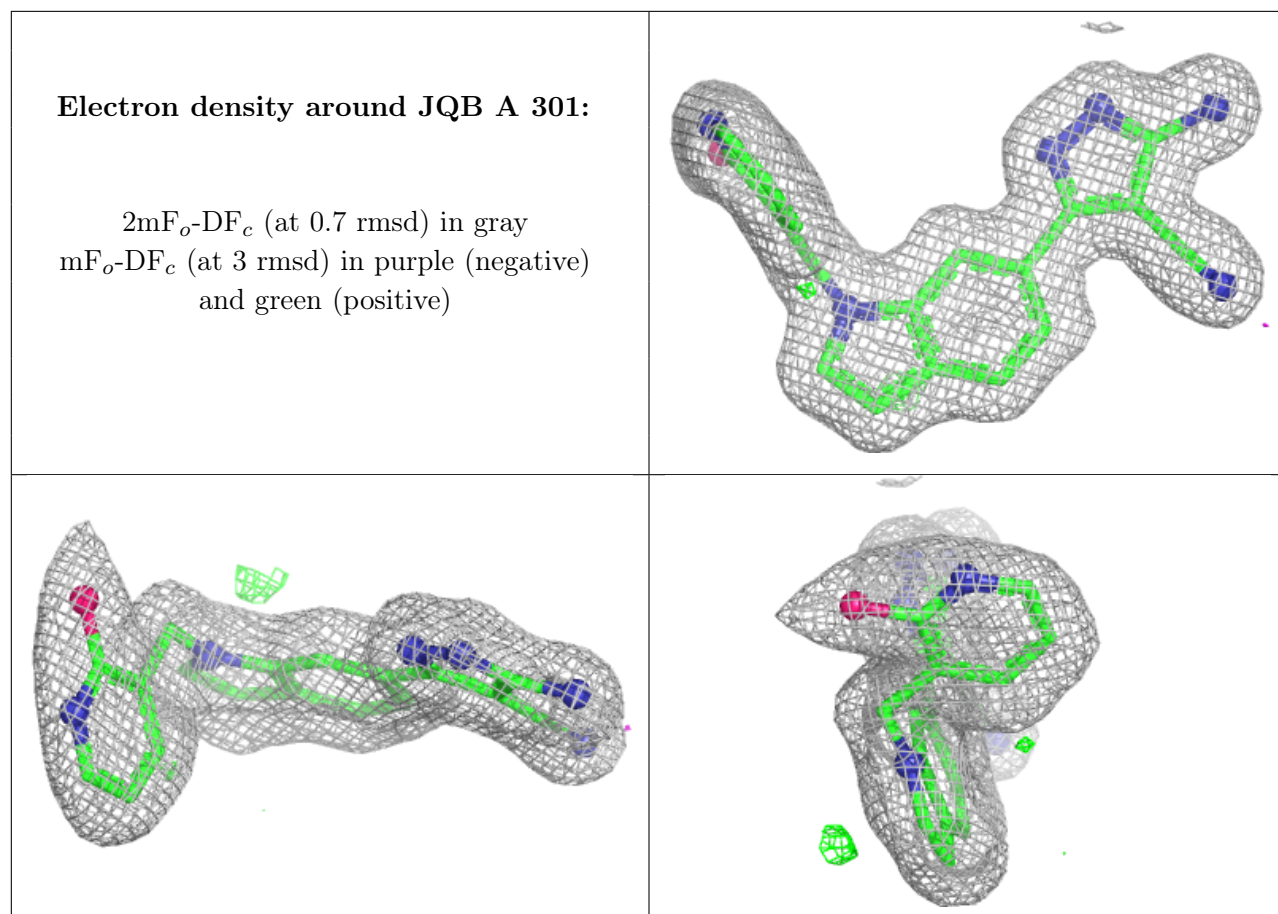 Electron density around JQB A 301:
2mFo-DFc (at 0.7 rmsd) in gray
mFo-DFc (at 3 rmsd) in purple (negative)
and green (positive)